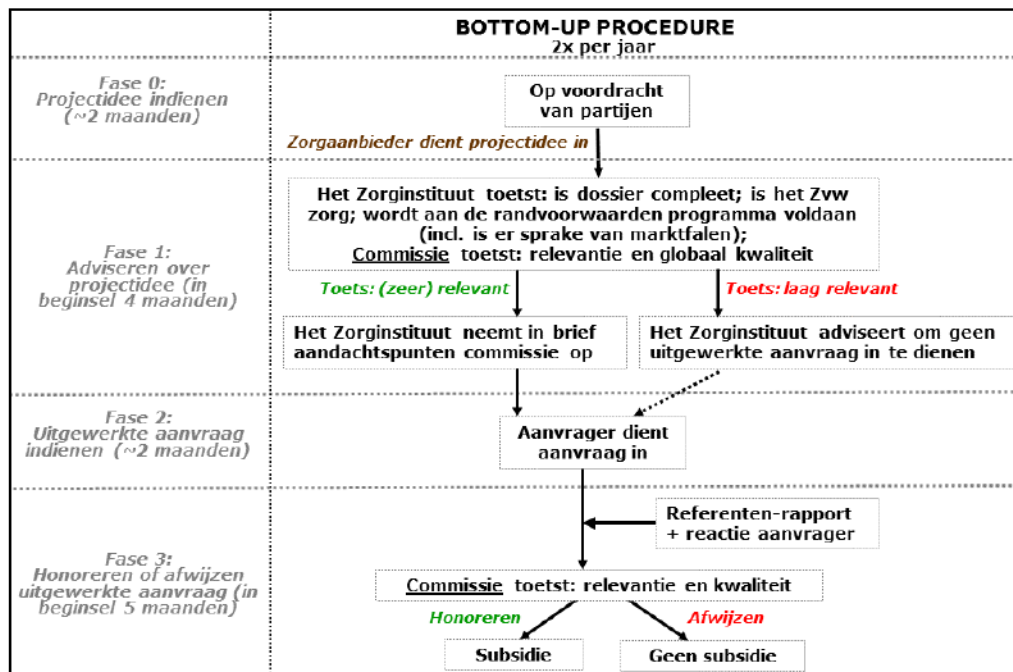 BOTTOM-UP PROCEDURE
2x per jaar
Fase 0:
Projectidee indienen
(~2 maanden)
Op voordracht
van partijen
Zorgaanbieder dient projectidee in
Fase 1:
Adviseren over
projectidee (in
beginsel 4 maanden)
Het Zorginstituut toetst: is dossier compleet; is het Zvw
zorg; wordt aan de randvoorwaarden programma voldaan
(incl. is er sprake van marktfalen);
Commissie toetst: relevantie en globaal kwaliteit
Toets: (zeer) relevant
Toets: laag relevant
Het Zorginstituut neemt in brief
aandachtspunten commissie op
Het Zorginstituut adviseert om geen
uitgewerkte aanvraag in te dienen
Fase 2:
Uitgewerkte aanvraag
indienen (~2 maanden)
Aanvrager dient
aanvraag in
Fase 3:
Honoreren of afwijzen
uitgewerkte aanvraag (in
beginsel 5 maanden)
Referenten-rapport
+ reactie aanvrager
Commissie toetst: relevantie en kwaliteit
Honoreren
Afwijzen
Subsidie
Geen subsidie